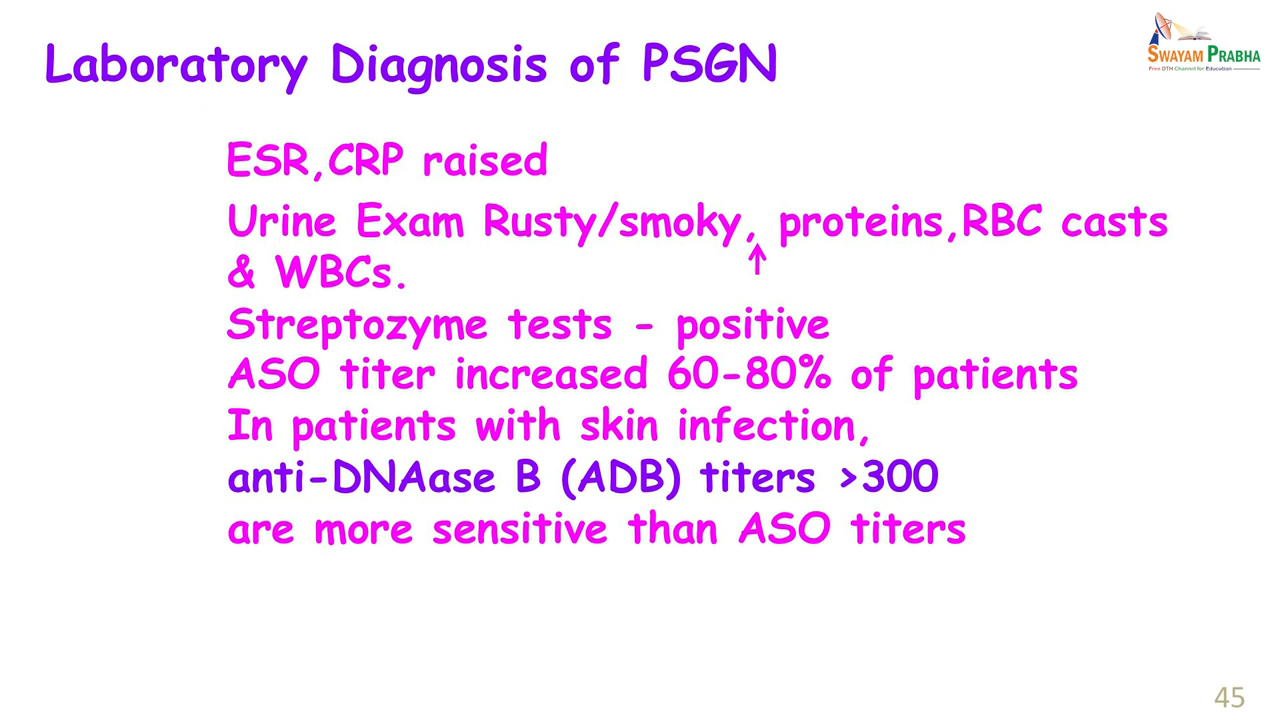 Laboratory Diagnosis of PSGN
SWAYAM PRABHA
Free DTH Channel for Education
ESR,CRP raised
Urine Exam Rusty/smoky, proteins,RBC casts
↑
& WBCs.
Streptozyme tests - positive
ASO titer increased 60-80% of patients
In patients with skin infection,
anti-DNAase B (ADB) titers >300
are more sensitive than ASO titers
45